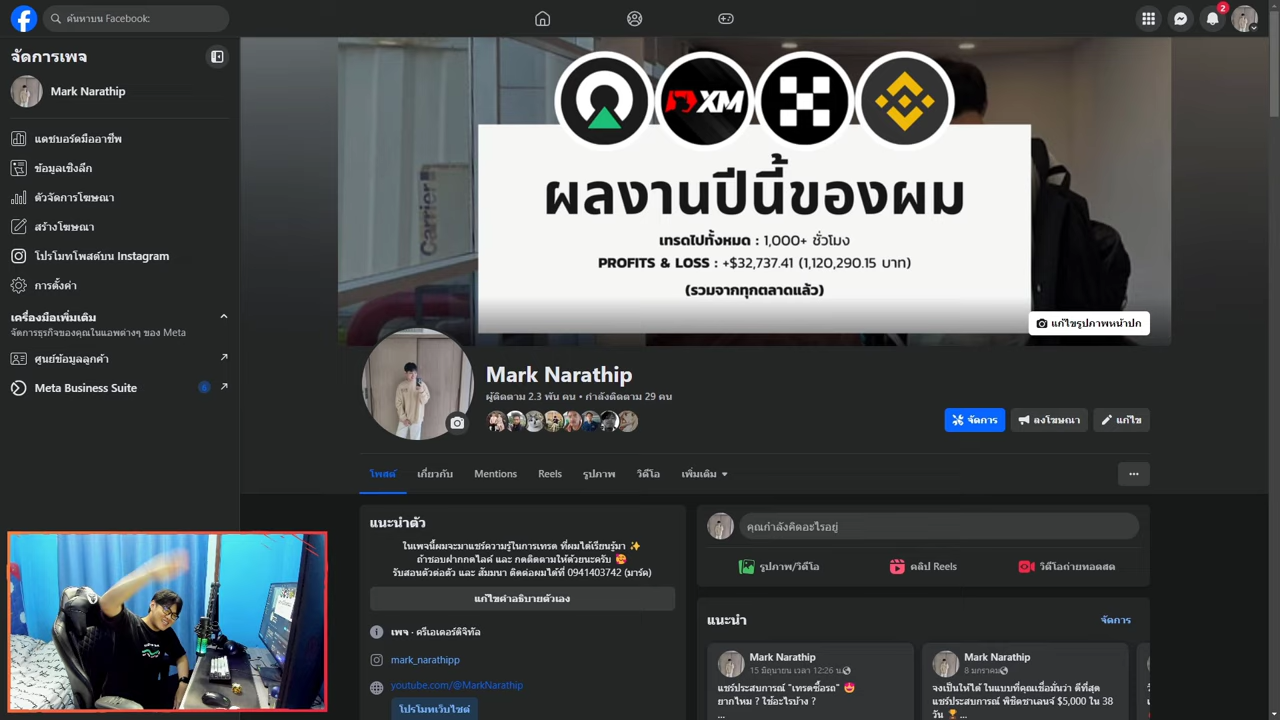 ค้นหาบน Facebook:
2
จัดการเพจ
Mark Narathip
แดชบอร์ดมืออาชีพ
ข้อมูลเชิงลึก
ตัวจัดการโฆษณา
สร้างโฆษณา
โปรโมทโพสต์บน Instagram
การตั้งค่า
เครื่องมือเพิ่มเติม
จัดการธุรกิจของคุณในแอพต่างๆ ของ Meta
ศูนย์ข้อมูลลูกค้า
Meta Business Suite
XM
Carrier
ผลงานปีนี้ของผม
เทรดไปทั้งหมด : 1,000+ ชั่วโมง
PROFITS & LOSS : +$32,737.41 (1,120,290.15 บาท)
(รวมจากทุกตลาดแล้ว)
แก้ไขรูปภาพหน้าปก
Mark Narathip
ผู้ติดตาม 2.3 พัน คน • กำลังติดตาม 29 คน
จัดการ
ลงโฆษณา
แก้ไข
โพสต์
เกี่ยวกับ
Mentions
Reels
รูปภาพ
วิดีโอ
เพิ่มเติม
แนะนำตัว
ในเพจนี้ผมจะมาแชร์ความรู้ในการเทรด ที่ผมได้เรียนรู้มา ✨
ถ้าชอบฝากกดไลค์ และ กดติดตามให้ด้วยนะครับ 🥰
รับสอนตัวต่อตัว และ สัมมนา ติดต่อผมได้ที่ 0941403742 (มาร์ค)
แก้ไขคำอธิบายตัวเอง
เพจ · ครีเอเตอร์ดิจิทัล
mark_narathipp
youtube.com/@MarkNarathip
โปรโมทเว็บไซต์
คุณกำลังคิดอะไรอยู่
รูปภาพ/วิดีโอ
คลิป Reels
วิดีโอถ่ายทอดสด
แนะนำ
จัดการ
Mark Narathip
15 มิถุนายน เวลา 12:26 น.
แชร์ประสบการณ์ "เทรดซื้อรถ" 😍
ยากไหม ? ใช้อะไรบ้าง ?
...
Mark Narathip
8 มกราคม
จงเป็นให้ได้ ในแบบที่คุณเชื่อมั่นว่า ดีที่สุด
แชร์ประสบการณ์ พิชิตชาเลนจ์ $5,000 ใน 38
วัน 🏆...